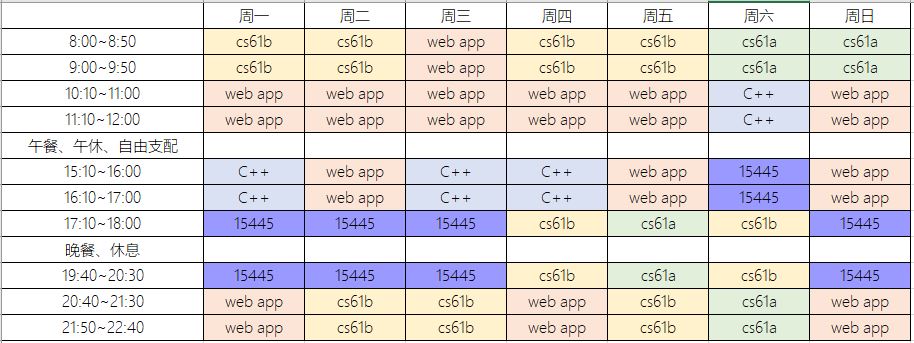 周一 周二 周三 周四 周五 周六 周日
8:00~8:50 cs61b cs61b web app cs61b cs61b cs61a cs61a
9:00~9:50 cs61b cs61b web app cs61b cs61b cs61a cs61a
10:10~11:00 web app web app web app web app web app C++ web app
11:10~12:00 web app web app web app web app web app C++ web app
午餐、午休、自由支配
15:10~16:00 C++ web app C++ C++ web app 15445 web app
16:10~17:00 C++ web app C++ C++ web app 15445 web app
17:10~18:00 15445 15445 15445 cs61b cs61a cs61b 15445
晚餐、休息
19:40~20:30 15445 15445 15445 cs61b cs61a cs61b 15445
20:40~21:30 web app cs61b cs61b web app cs61b cs61a web app
21:50~22:40 web app cs61b cs61b web app cs61b cs61a web app